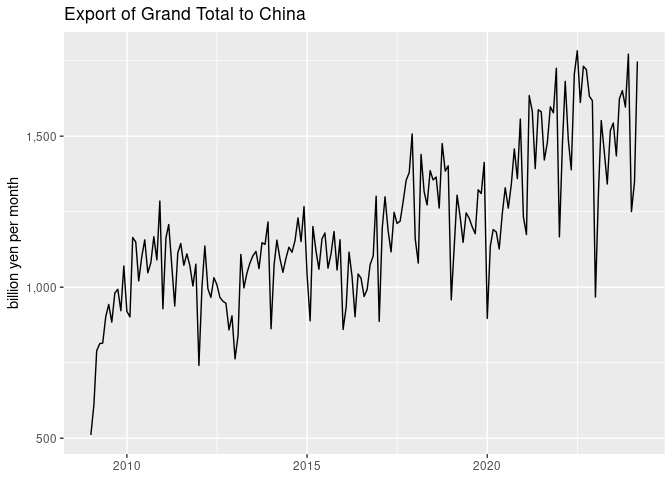 Export of Grand Total to China
billion yen per month
1,500
1,000
500
2010 2015 2020